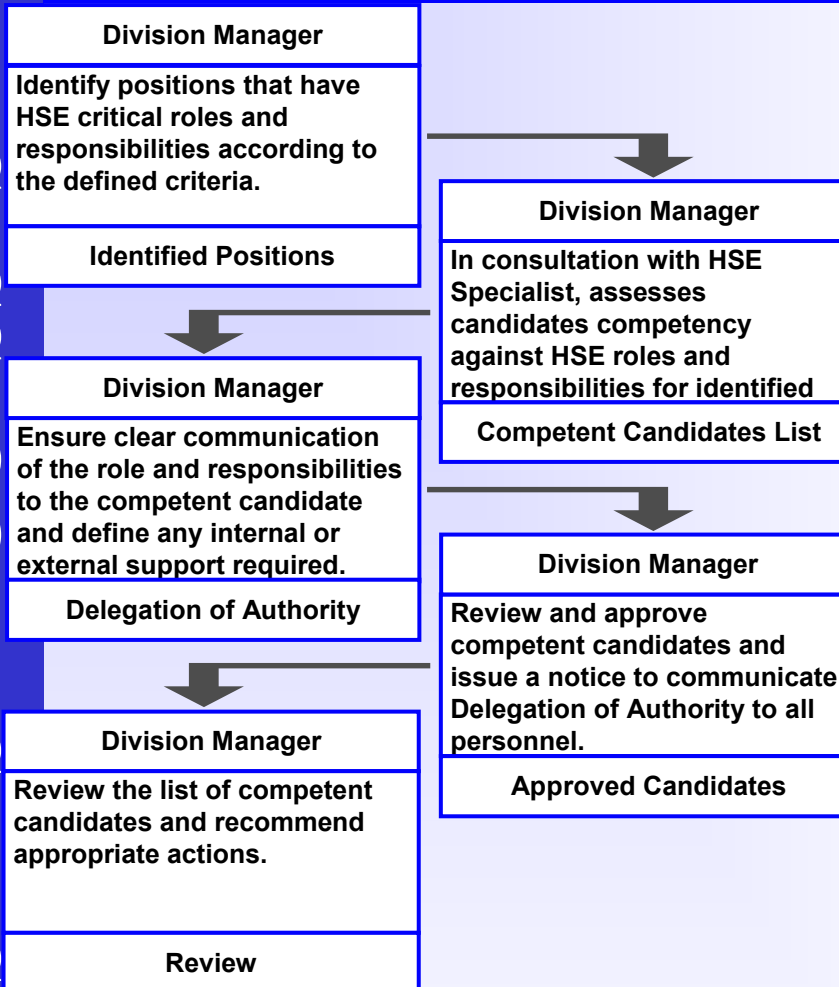 Division Manager
Identify positions that have
HSE critical roles and
responsibilities according to
the defined criteria.
Identified Positions
Division Manager
In consultation with HSE
Specialist, assesses
candidates competency
against HSE roles and
responsibilities for identified
Competent Candidates List
Division Manager
Ensure clear communication
of the role and responsibilities
to the competent candidate
and define any internal or
external support required.
Delegation of Authority
Division Manager
Review and approve
competent candidates and
issue a notice to communicate
Delegation of Authority to all
personnel.
Approved Candidates
Division Manager
Review the list of competent
candidates and recommend
appropriate actions.
Review